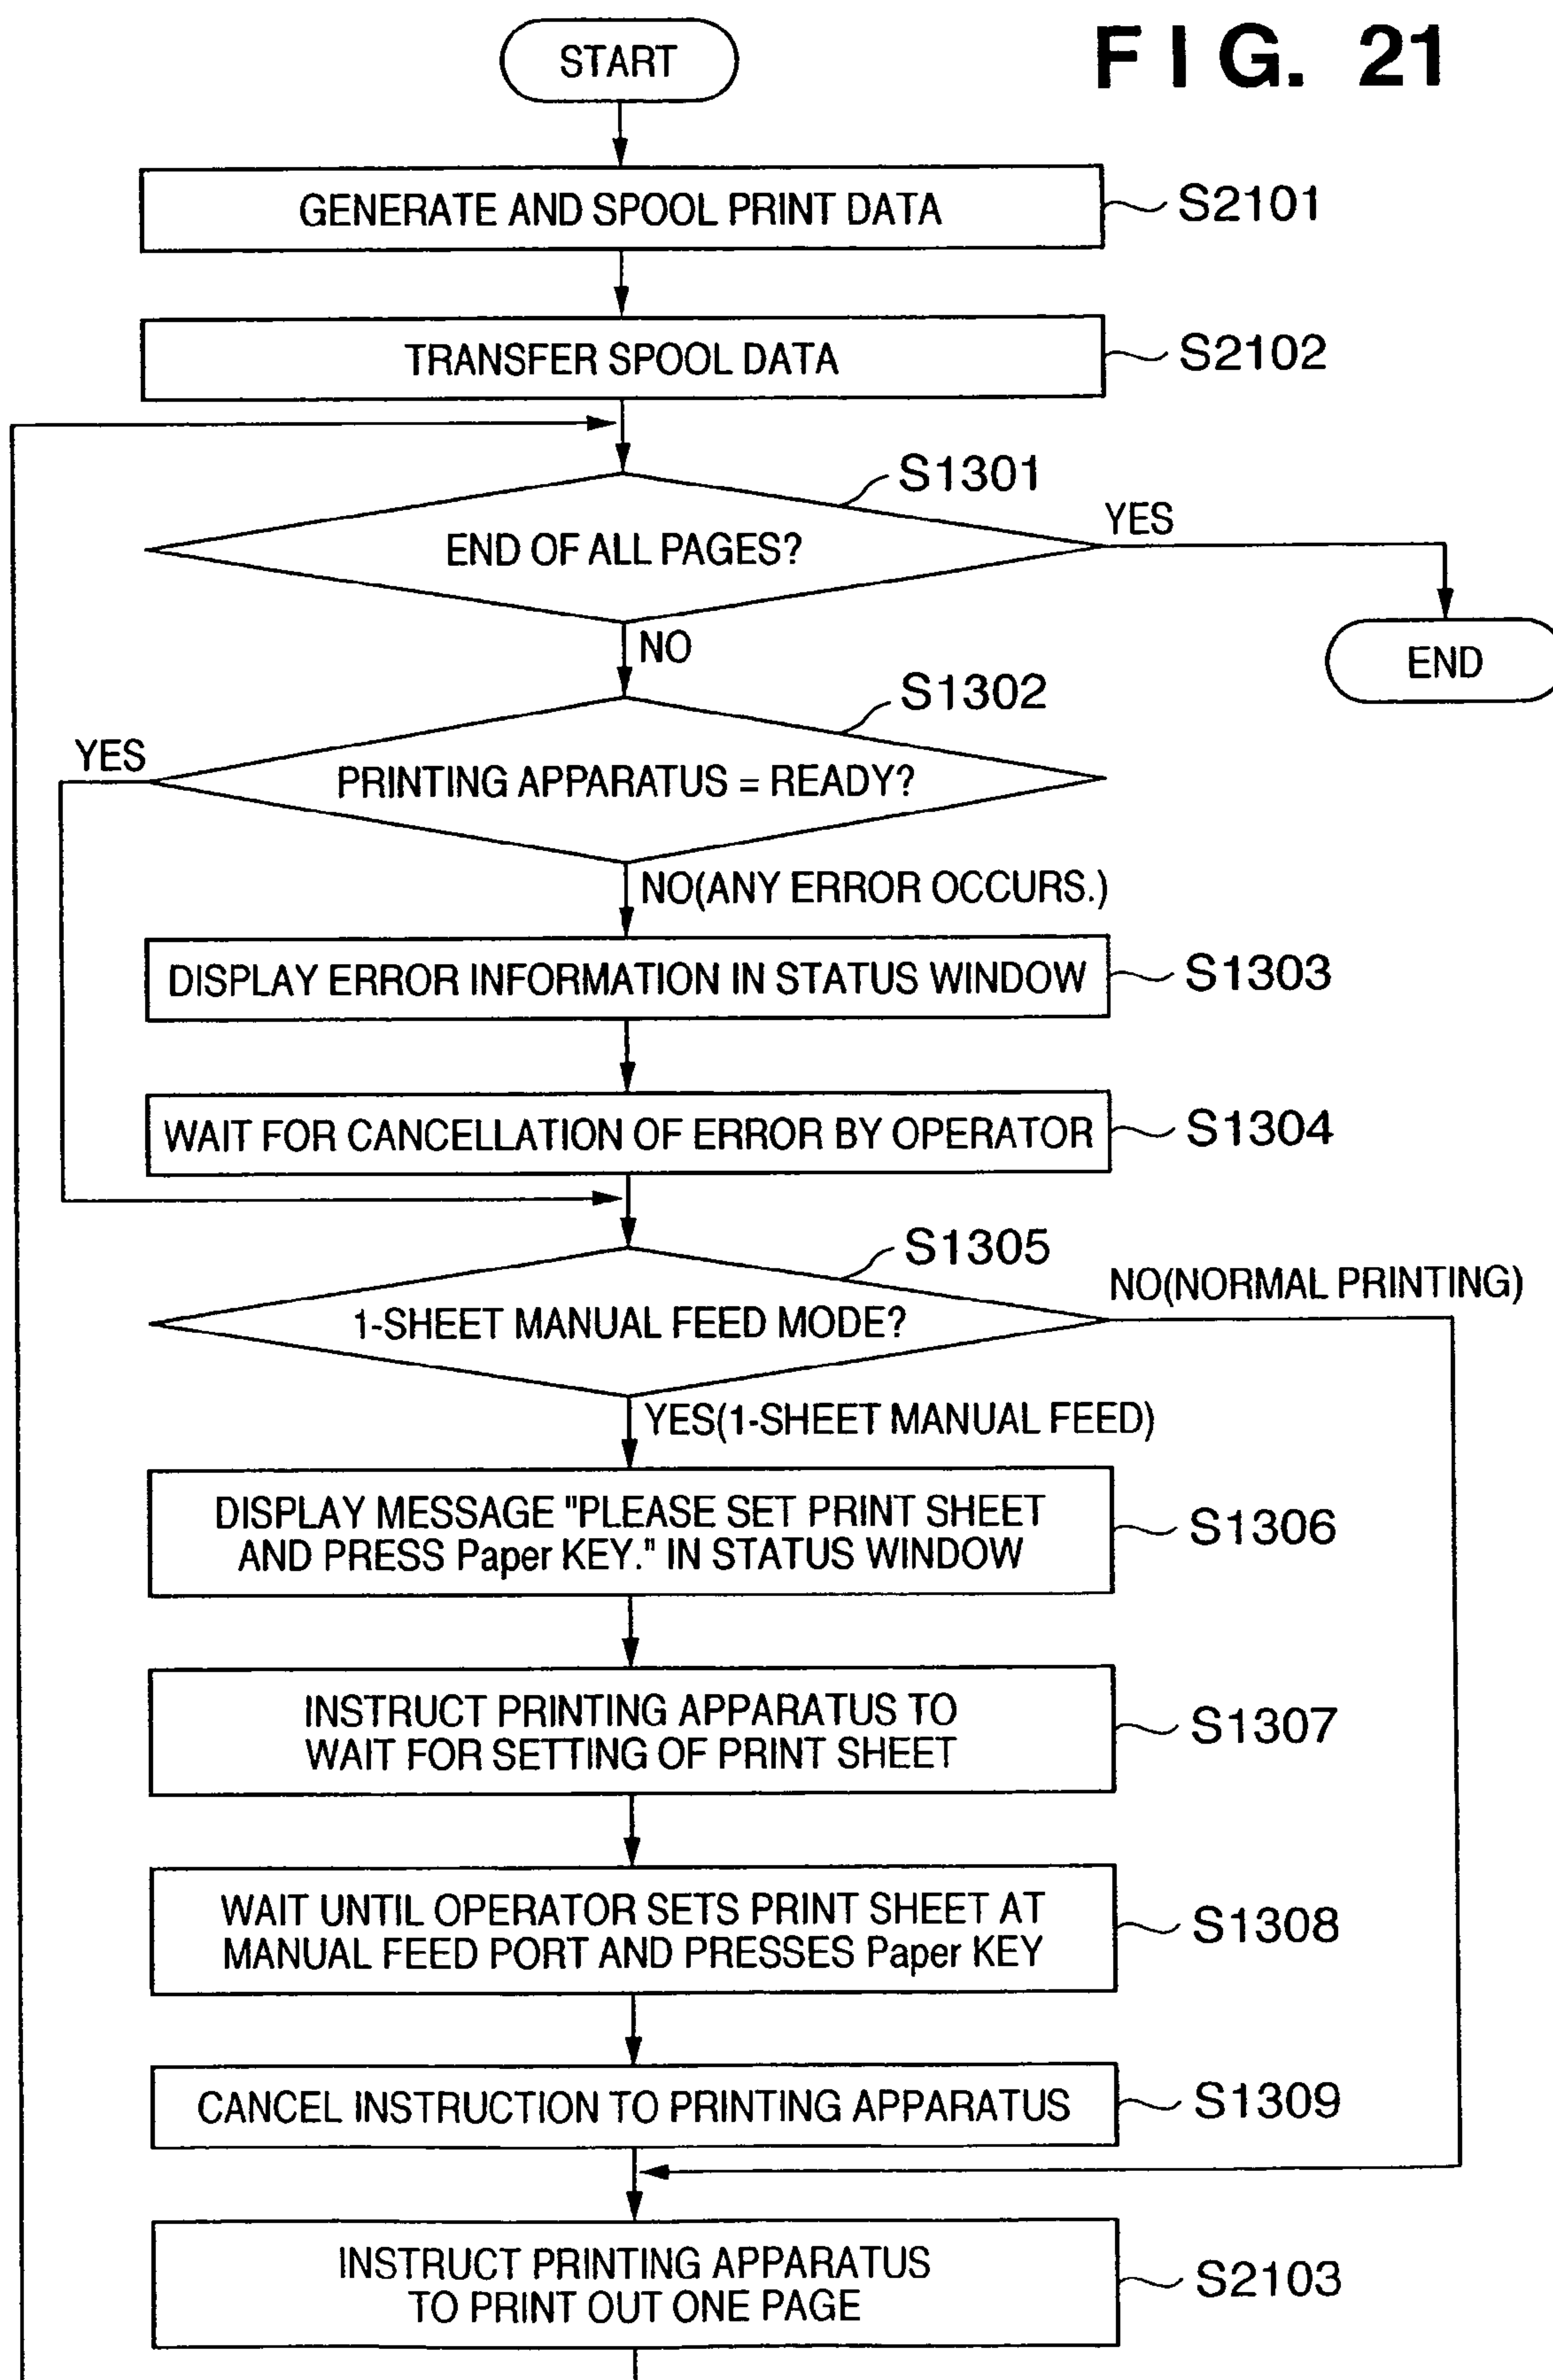 FIG. 21
START
GENERATE AND SPOOL PRINT DATA
S2101
TRANSFER SPOOL DATA
S2102
S1301
END OF ALL PAGES?
YES
NO
END
S1302
YES
PRINTING APPARATUS = READY?
NO(ANY ERROR OCCURS.)
DISPLAY ERROR INFORMATION IN STATUS WINDOW
S1303
WAIT FOR CANCELLATION OF ERROR BY OPERATOR
S1304
S1305
NO(NORMAL PRINTING)
1-SHEET MANUAL FEED MODE?
YES(1-SHEET MANUAL FEED)
DISPLAY MESSAGE "PLEASE SET PRINT SHEET
AND PRESS Paper KEY." IN STATUS WINDOW
S1306
INSTRUCT PRINTING APPARATUS TO
WAIT FOR SETTING OF PRINT SHEET
S1307
WAIT UNTIL OPERATOR SETS PRINT SHEET AT
MANUAL FEED PORT AND PRESSES Paper KEY
S1308
CANCEL INSTRUCTION TO PRINTING APPARATUS
S1309
INSTRUCT PRINTING APPARATUS
TO PRINT OUT ONE PAGE
S2103